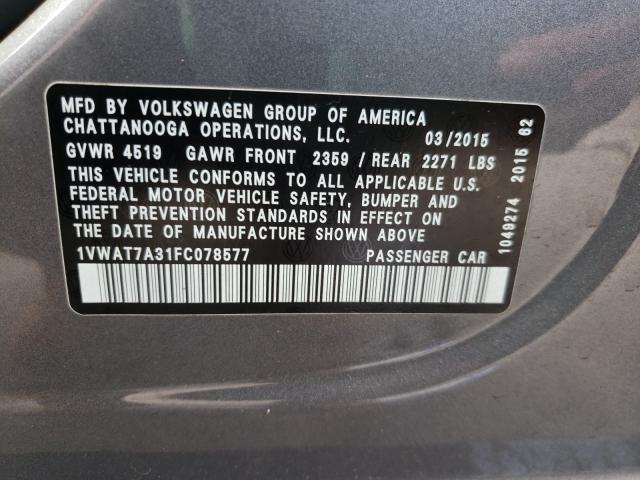 MFD BY VOLKSWAGEN GROUP OF AMERICA
CHATTANOOGA OPERATIONS, LLC. 03/2015
GVWR 4519 GAWR FRONT 2359 / REAR 2271 LBS
THIS VEHICLE CONFORMS TO ALL APPLICABLE U.S.
FEDERAL MOTOR VEHICLE SAFETY, BUMPER AND
THEFT PREVENTION STANDARDS IN EFFECT ON
THE DATE OF MANUFACTURE SHOWN ABOVE
1VWAT7A31FC078577 PASSENGER CAR
1049274 2015 62